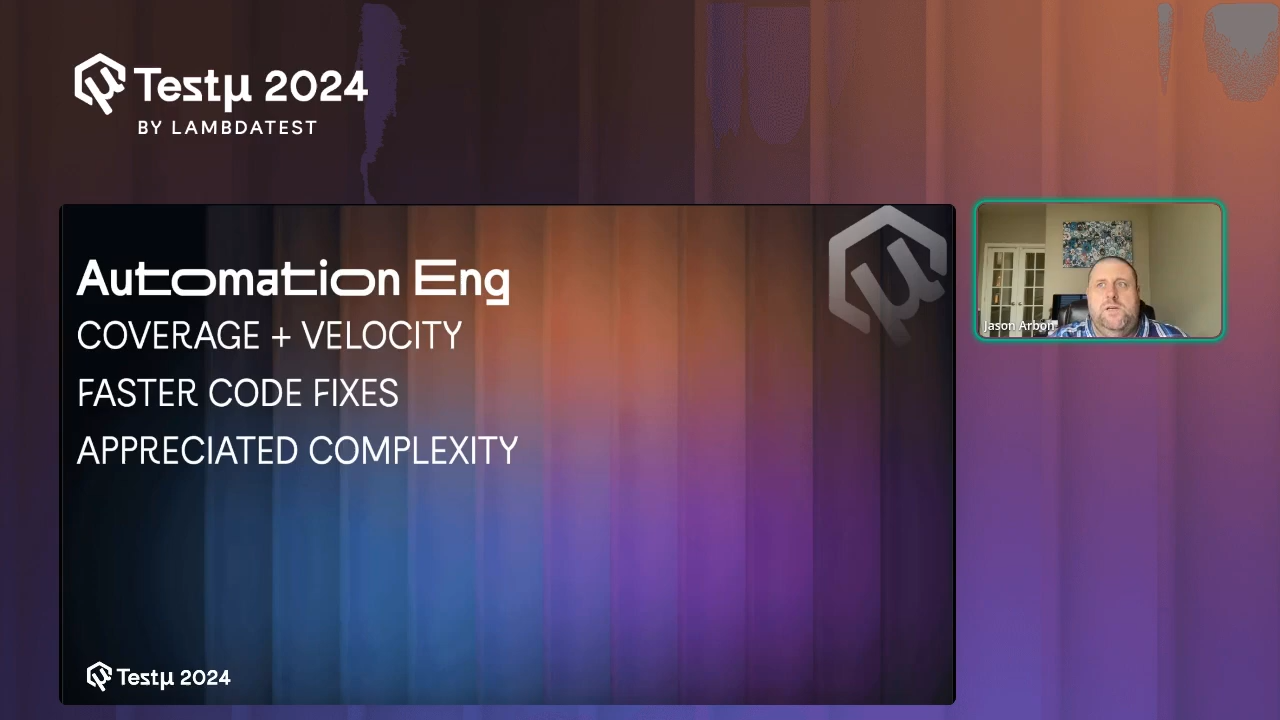 Testμ 2024
BY LAMBDATEST
Automation Eng
COVERAGE + VELOCITY
FASTER CODE FIXES
APPRECIATED COMPLEXITY
Jason Arbon
Testμ 2024